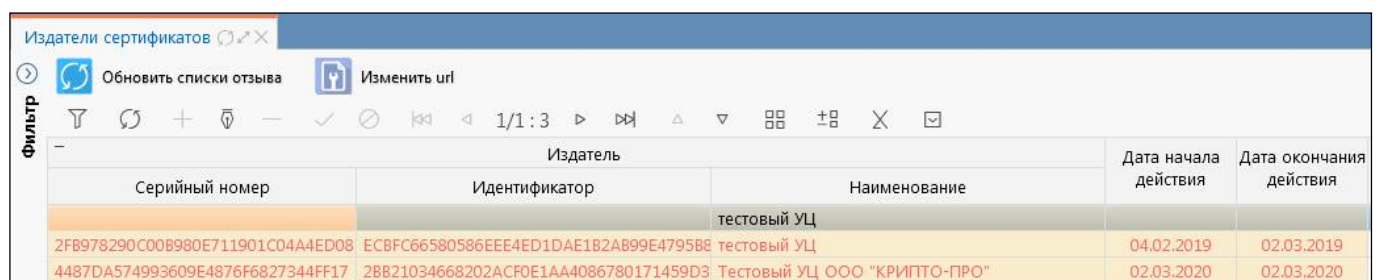 Издатели сертификатов
Обновить списки отзыва Изменить url
Фильтр
1/1 : 3
Издатель Дата начала действия Дата окончания действия
Серийный номер Идентификатор Наименование
тестовый УЦ
2FB978290C00B980E711901C04A4ED08 ECBFC66580586EEE4ED1DAE1B2AB99E4795B8 тестовый УЦ 04.02.2019 02.03.2019
4487DA574993609E4876F6827344FF17 2BB21034668202ACF0E1AA4086780171459D3 Тестовый УЦ ООО "КРИПТО-ПРО" 02.03.2020 02.03.2020